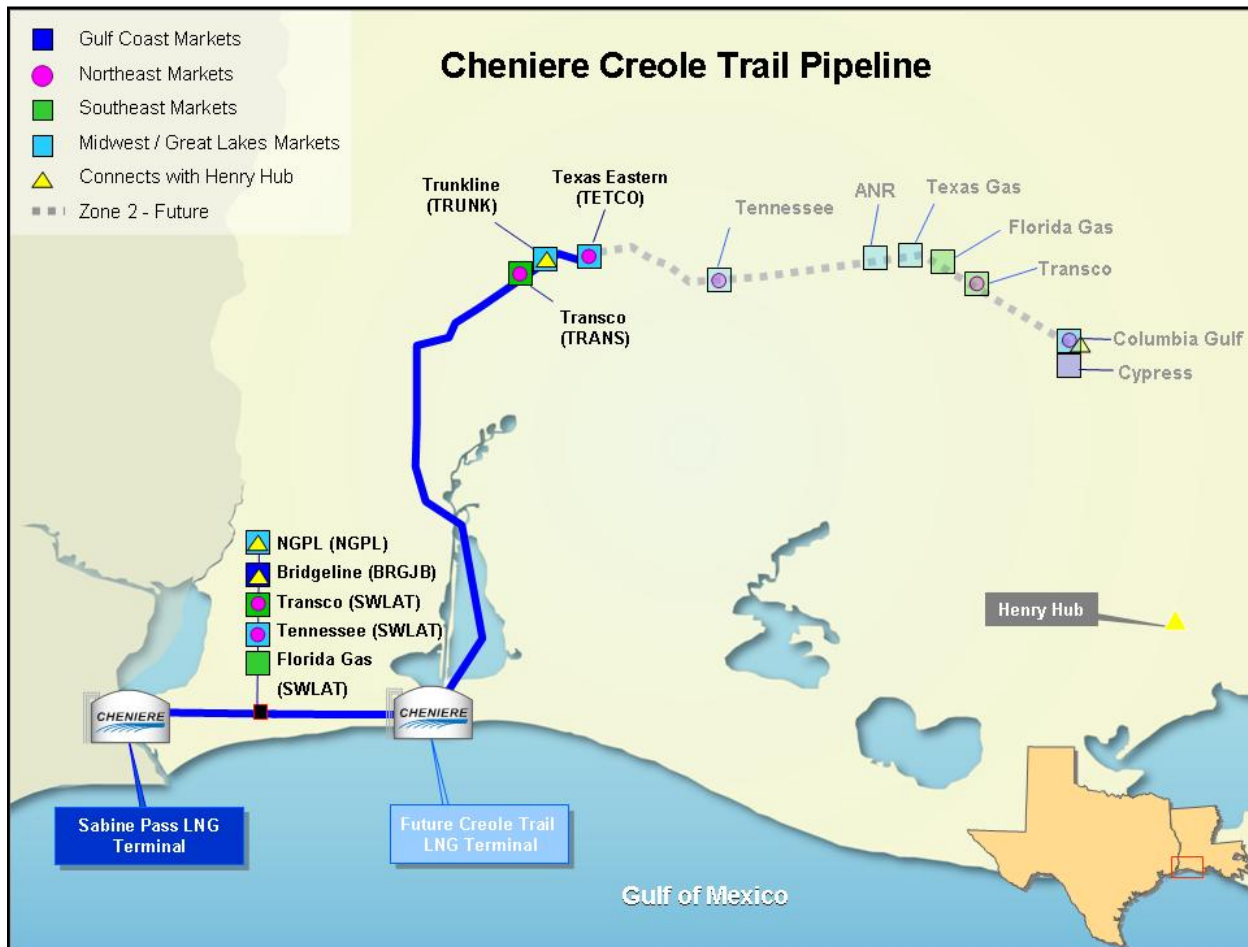 Gulf Coast Markets
Northeast Markets
Southeast Markets
Midwest / Great Lakes Markets
Connects with Henry Hub
Zone 2 - Future
Cheniere Creole Trail Pipeline
Trunkline
(TRUNK)
Texas Eastern
(TETCO)
Tennessee
ANR
Texas Gas
Florida Gas
Transco
Transco
(TRANS)
Columbia Gulf
Cypress
NGPL (NGPL)
Bridgeline (BRGJB)
Transco (SWLAT)
Tennessee (SWLAT)
Florida Gas
(SWLAT)
Henry Hub
CHENIERE
CHENIERE
Sabine Pass LNG
Terminal
Future Creole Trail
LNG Terminal
Gulf of Mexico